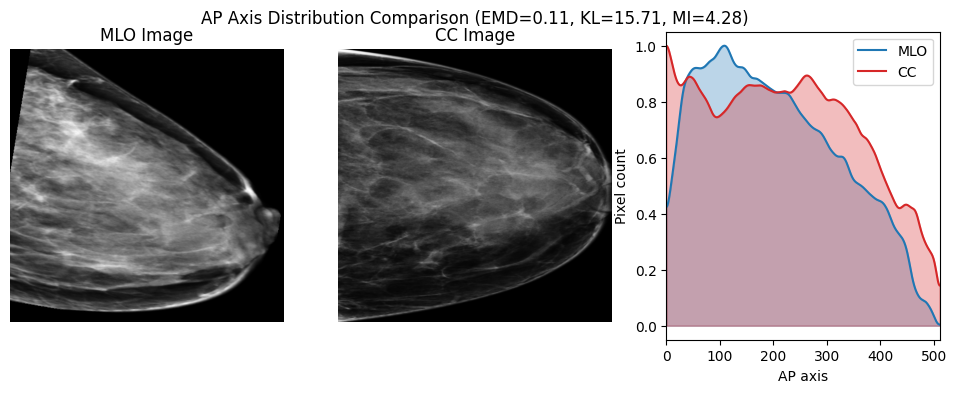 AP Axis Distribution Comparison (EMD=0.11, KL=15.71, MI=4.28)
MLO Image
CC Image
MLO
CC
1.0
0.8
0.6
0.4
0.2
0.0
Pixel count
0 100 200 300 400 500
AP axis